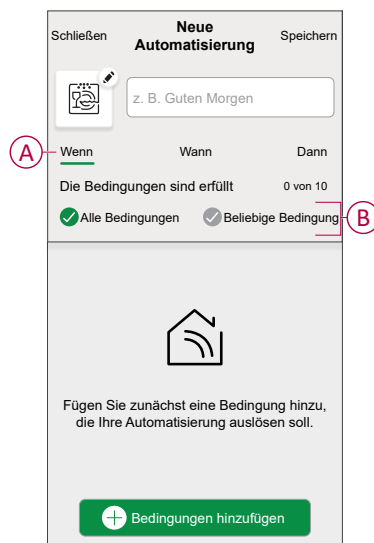 Schließen
Neue
Automatisierung
Speichern
z. B. Guten Morgen
A
Wenn
Wann
Dann
Die Bedingungen sind erfüllt
0 von 10
Alle Bedingungen
Beliebige Bedingung
B
Fügen Sie zunächst eine Bedingung hinzu,
die Ihre Automatisierung auslösen soll.
Bedingungen hinzufügen